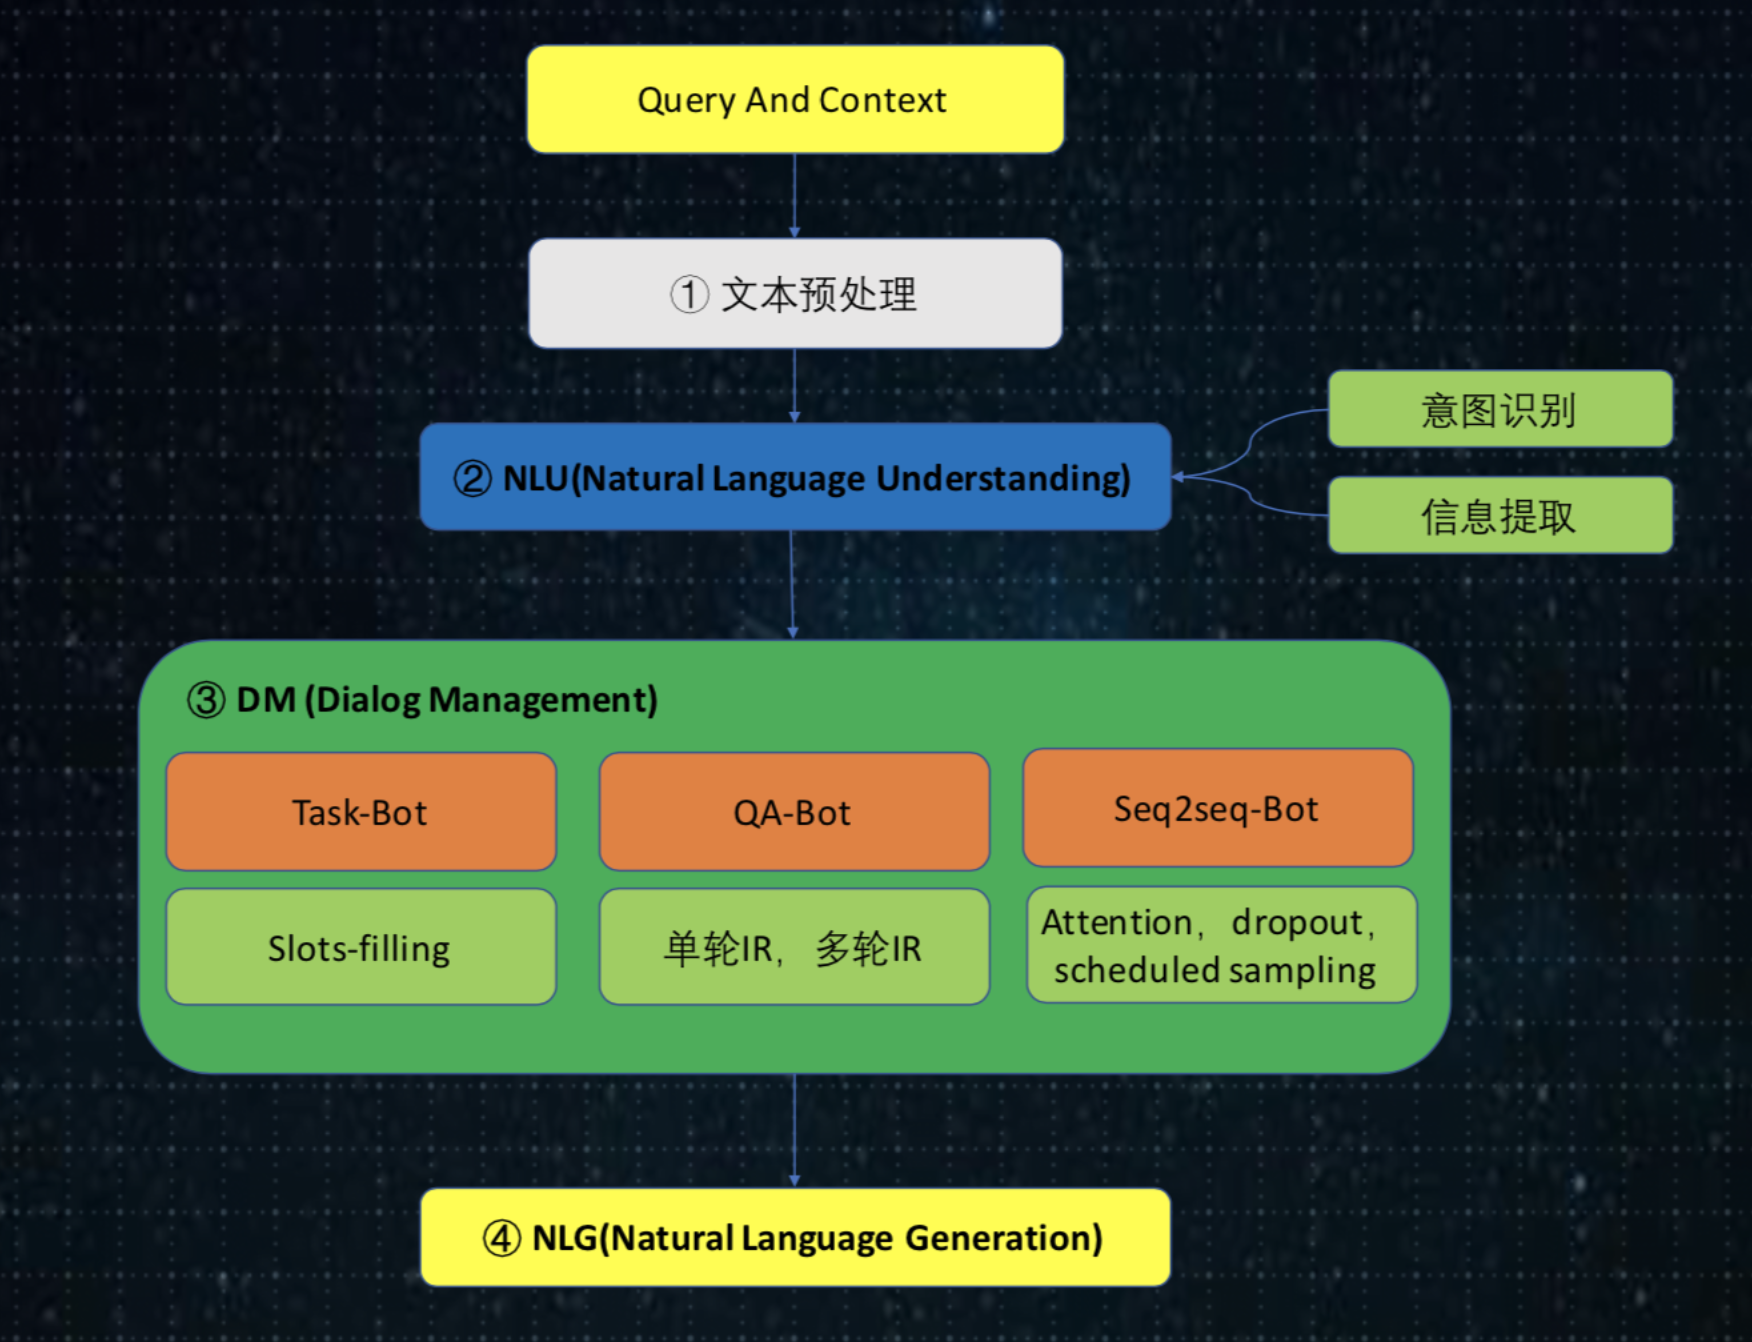 Query And Context
① 文本预处理
② NLU(Natural Language Understanding)
意图识别
信息提取
③ DM (Dialog Management)
Task-Bot
QA-Bot
Seq2seq-Bot
Slots-filling
单轮IR，多轮IR
Attention，dropout，
scheduled sampling
④ NLG(Natural Language Generation)